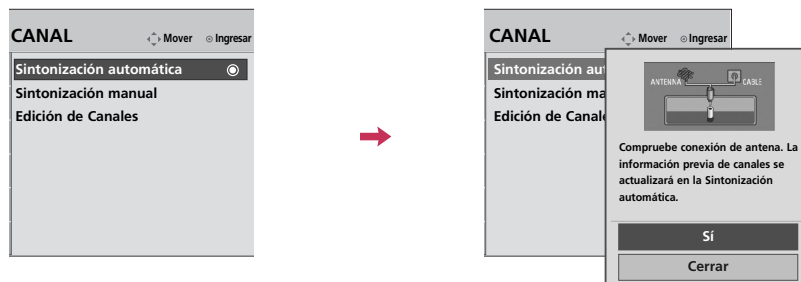 CANAL
Mover
Ingresar
Sintonización automática
Sintonización manual
Edición de Canales
CANAL
Mover
Ingresar
Sintonización aut
Sintonización ma
Edición de Canale
ANTENNA
CABLE
Compruebe conexión de antena. La
información previa de canales se
actualizará en la Sintonización
automática.
Sí
Cerrar